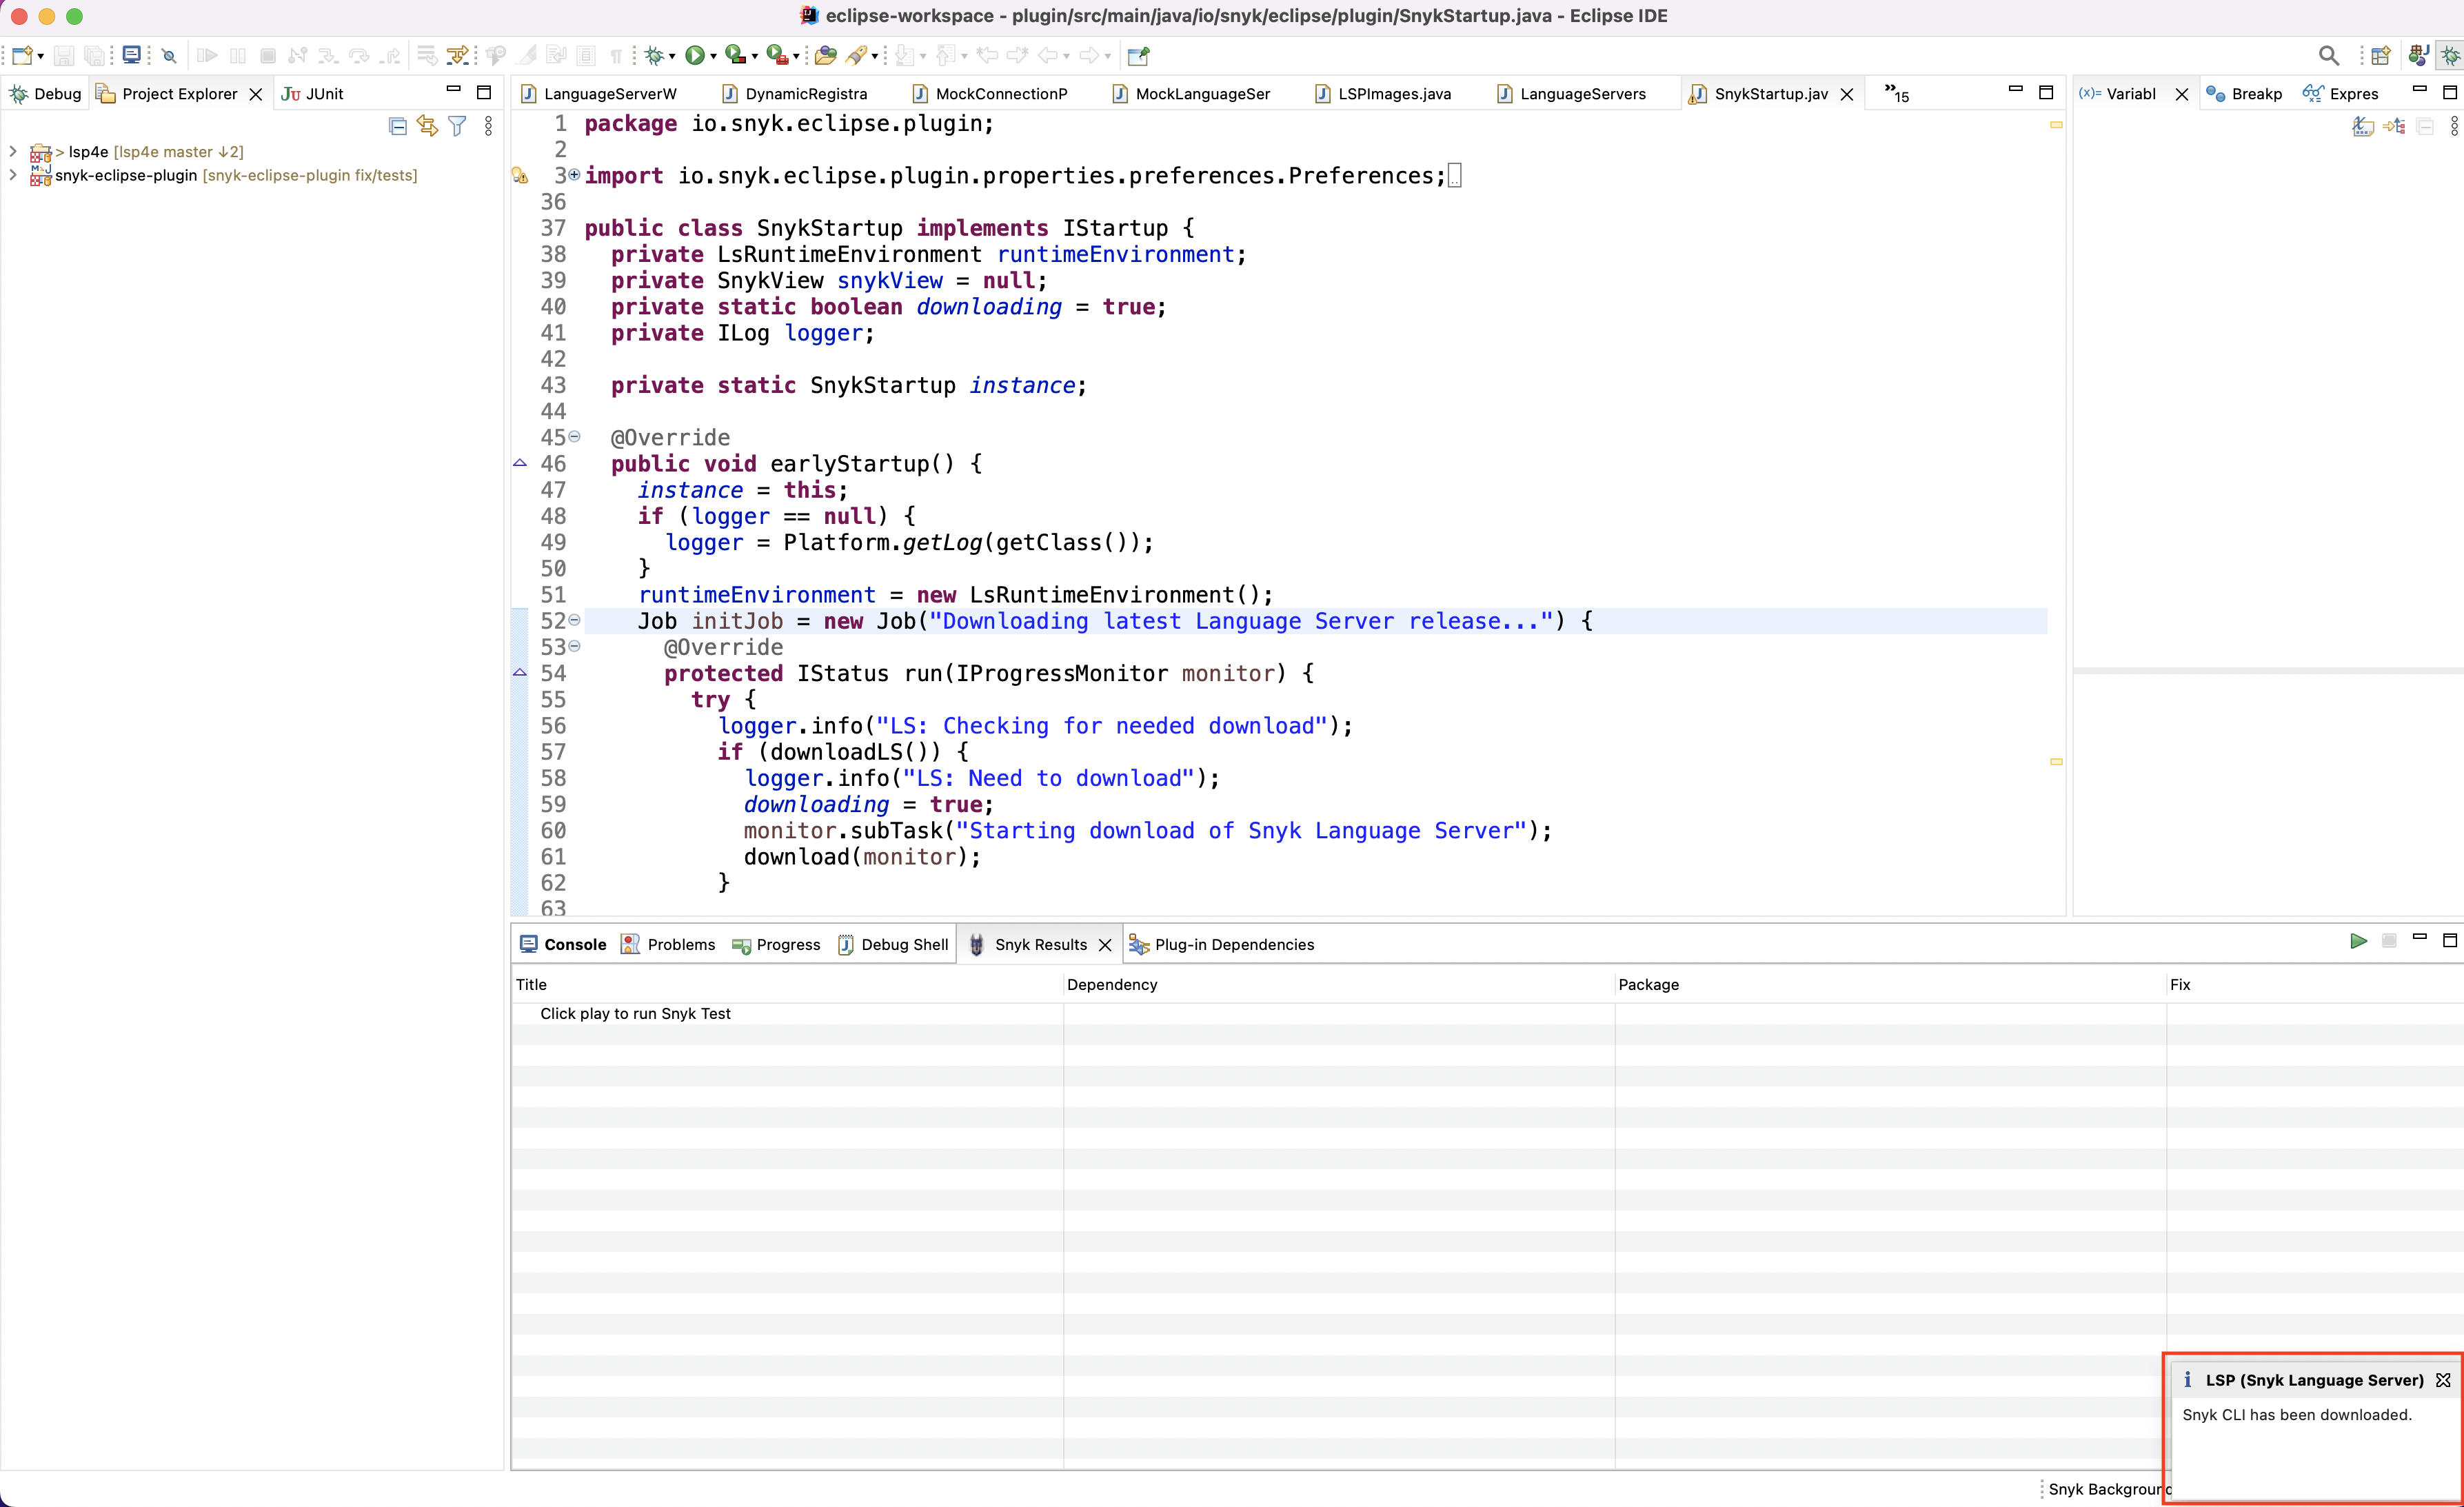 eclipse-workspace - plugin/src/main/java/io/snyk/eclipse/plugin/SnykStartup.java - Eclipse IDE
Debug
Project Explorer
JUnit
> lsp4e [lsp4e master ↓2]
snyk-eclipse-plugin [snyk-eclipse-plugin fix/tests]
LanguageServerW
DynamicRegistra
MockConnectionP
MockLanguageSer
LSPImages.java
LanguageServers
SnykStartup.jav
»15
(x)= Variabl
Breakp
Expres
1 package io.snyk.eclipse.plugin;
2
3 import io.snyk.eclipse.plugin.properties.preferences.Preferences;
36
37 public class SnykStartup implements IStartup {
38 private LsRuntimeEnvironment runtimeEnvironment;
39 private SnykView snykView = null;
40 private static boolean downloading = true;
41 private ILog logger;
42
43 private static SnykStartup instance;
44
45 @Override
46 public void earlyStartup() {
47 instance = this;
48 if (logger == null) {
49 logger = Platform.getLog(getClass());
50 }
51 runtimeEnvironment = new LsRuntimeEnvironment();
52 Job initJob = new Job("Downloading latest Language Server release...") {
53 @Override
54 protected IStatus run(IProgressMonitor monitor) {
55 try {
56 logger.info("LS: Checking for needed download");
57 if (downloadLS()) {
58 logger.info("LS: Need to download");
59 downloading = true;
60 monitor.subTask("Starting download of Snyk Language Server");
61 download(monitor);
62 }
63
Console
Problems
Progress
Debug Shell
Snyk Results
Plug-in Dependencies
Title
Dependency
Package
Fix
Click play to run Snyk Test
LSP (Snyk Language Server)
Snyk CLI has been downloaded.
Snyk Background